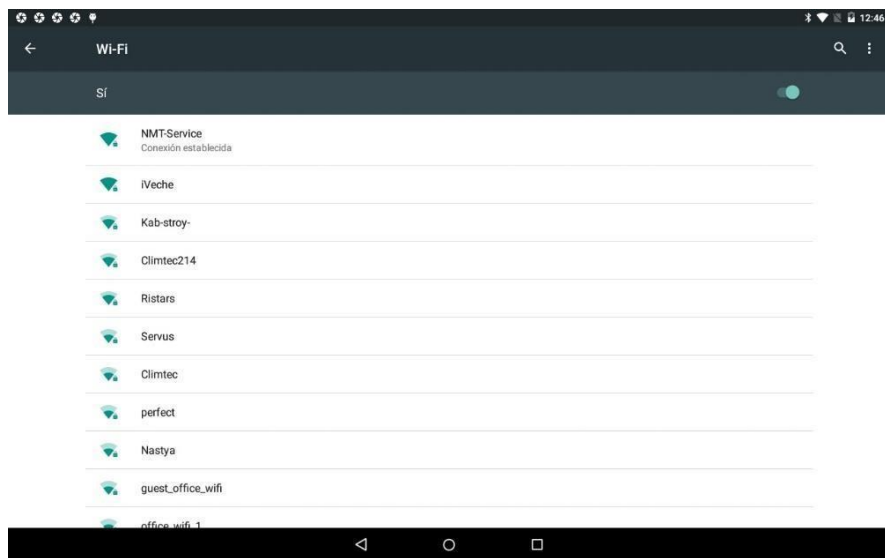 12:46
Wi-Fi
Sí
NMT-Service
Conexión establecida
iVeche
Kab-stroy-
Climtec214
Ristars
Servus
Climtec
perfect
Nastya
guest_office_wifi
office_wifi_1